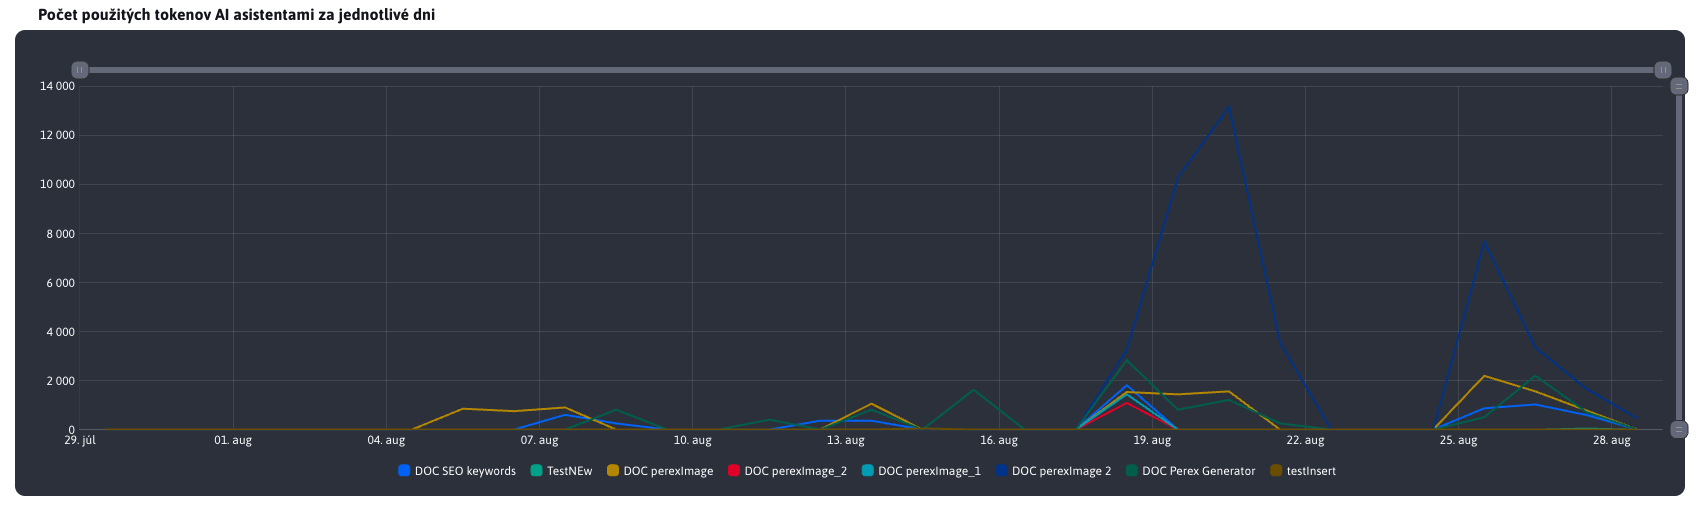 Počet použitých tokenov AI asistentami za jednotlivé dni
14 000
12 000
10 000
8 000
6 000
4 000
2 000
0
29. júl 01. aug 04. aug 07. aug 10. aug 13. aug 16. aug 19. aug 22. aug 25. aug 28. aug
DOC SEO keywords TestNEw DOC perexImage DOC perexImage_2 DOC perexImage_1 DOC perexImage 2 DOC Perex Generator testInsert